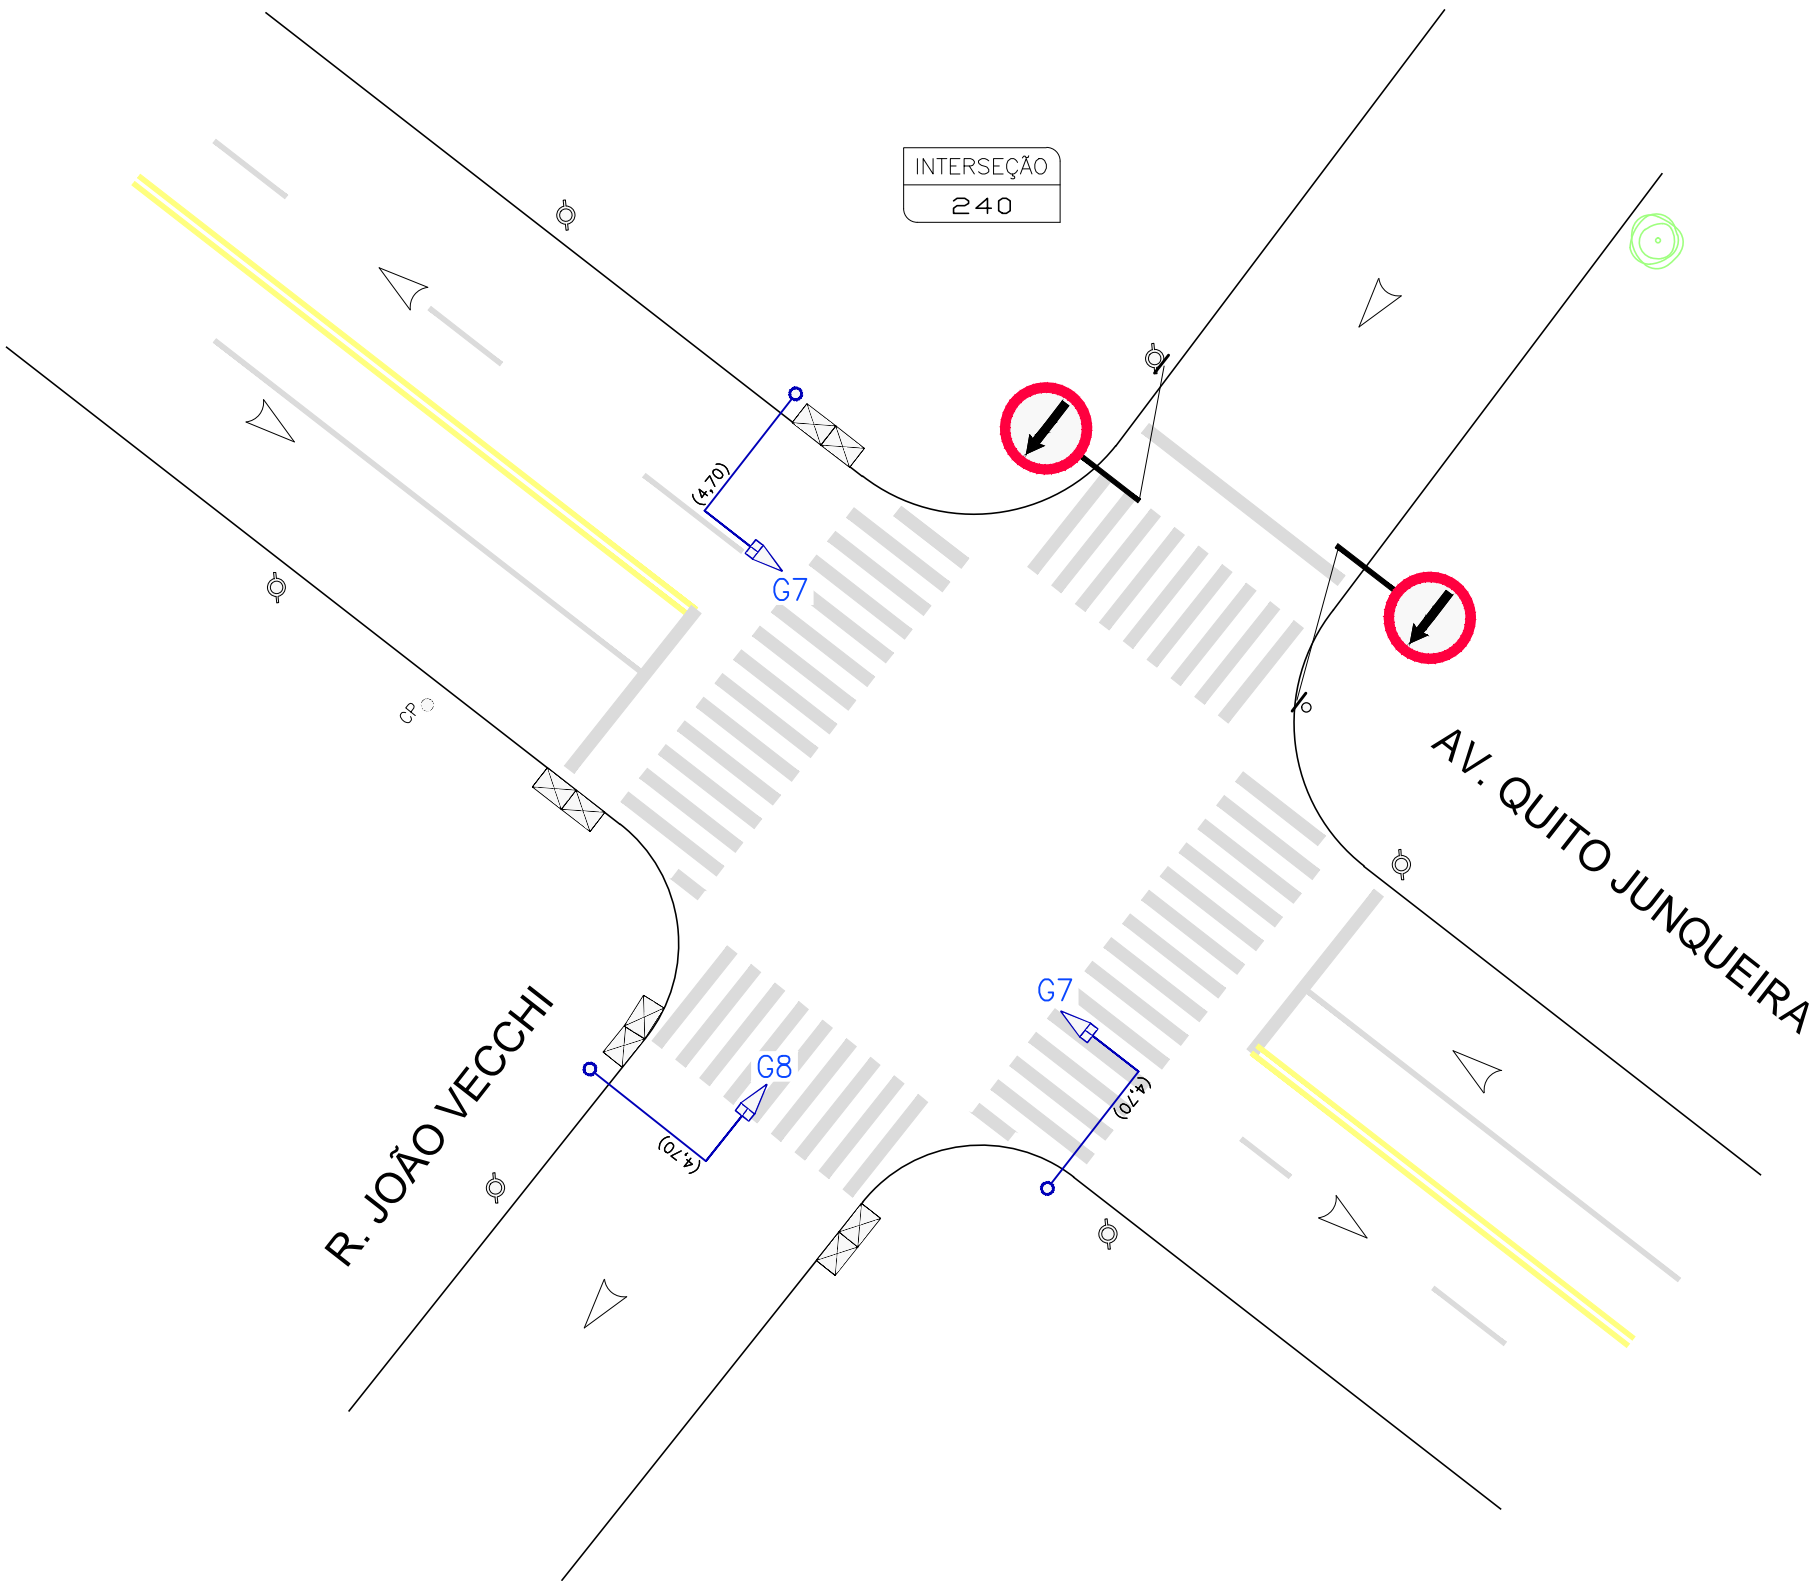 INTERSEÇÃO
240
(4,70)
G7
CP
AV. QUITO JUNQUEIRA
R. JOÃO VECCHI
G7
(4,70)
G8
(4,70)